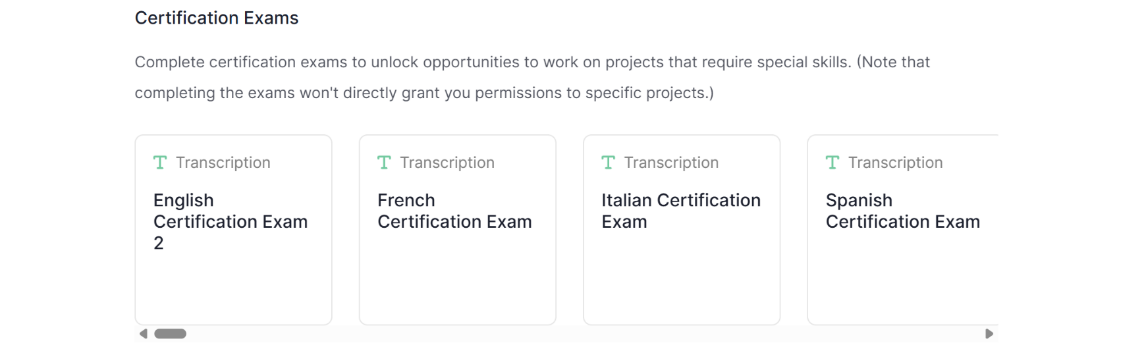 Certification Exams
Complete certification exams to unlock opportunities to work on projects that require special skills. (Note that
completing the exams won't directly grant you permissions to specific projects.)
Transcription
English
Certification Exam
2
Transcription
French
Certification Exam
Transcription
Italian Certification
Exam
Transcription
Spanish
Certification Exam